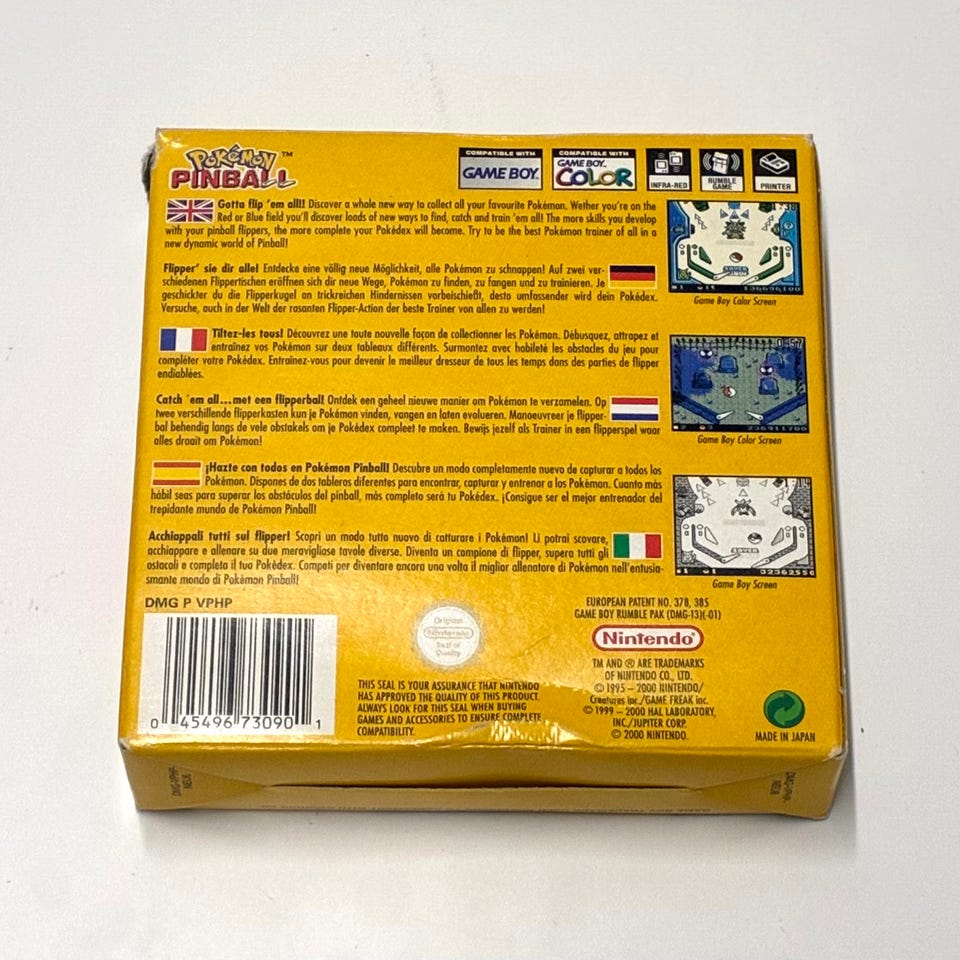 POKéMON™
PINBALL
COMPATIBLE WITH
GAME BOY™
COMPATIBLE WITH
GAME BOY™
COLOR
INFRA-RED
RUMBLE
GAME
PRINTER
Gotta flip 'em all! Discover a whole new way to collect all your favourite Pokémon. Wether you're on the
Red or Blue field you'll discover loads of new ways to find, catch and train 'em all! The more skills you develop
with your pinball flippers, the more complete your Pokédex will become. Try to be the best Pokémon trainer of all in a
new dynamic world of Pinball!
Game Boy Color Screen
Flipper' sie dir alle! Entdecke eine völlig neue Möglichkeit, alle Pokémon zu schnappen! Auf zwei ver-
schiedenen Flippertischen eröffnen sich dir neue Wege, Pokémon zu finden, zu fangen und zu trainieren. Je
geschickter du die Flipperkugel an trickreichen Hindernissen vorbeischießt, desto umfassender wird dein Pokédex.
Versuche, auch in der Welt der rasanten Flipper-Action der beste Trainer von allen zu werden!
Tiltez-les tous! Découvrez une toute nouvelle façon de collectionner les Pokémon. Débusquez, attrapez et
entraînez vos Pokémon sur deux tableaux différents. Surmontez avec habileté les obstacles du jeu pour
compléter votre Pokédex. Entraînez-vous pour devenir le meilleur dresseur de tous les temps dans des parties de flipper
endiablées.
236911700
Game Boy Color Screen
Catch 'em all...met een flipperbal! Ontdek een geheel nieuwe manier om Pokémon te verzamelen. Op
twee verschillende flipperkasten kun je Pokémon vinden, vangen en laten evolueren. Manoeuvreer je flipper-
bal behendig langs de vele obstakels om je Pokédex compleet te maken. Bewijs jezelf als Trainer in een flipperspel waar
alles draait om Pokémon!
¡Hazte con todos en Pokémon Pinball! Descubre un modo completamente nuevo de capturar a todos los
Pokémon. Dispones de dos tableros diferentes para encontrar, capturar y entrenar a los Pokémon. Cuanto más
hábil seas para superar los obstáculos del pinball, más completo será tu Pokédex. ¡Consigue ser el mejor entrenador del
trepidante mundo de Pokémon Pinball!
Acchiappali tutti sul flipper! Scopri un modo tutto nuovo di catturare i Pokémon! Li potrai scovare,
acchiappare e allenare su due meravigliose tavole diverse. Diventa un campione di flipper, supera tutti gli
ostacoli e completa il tuo Pokédex. Competi per diventare ancora una volta il miglior allenatore di Pokémon nell'entusia-
smante mondo di Pokémon Pinball!
Game Boy Screen
DMG P VPHP
0 45496 73090 1
Original
Nintendo
Seal of
Quality
THIS SEAL IS YOUR ASSURANCE THAT NINTENDO
HAS APPROVED THE QUALITY OF THIS PRODUCT.
ALWAYS LOOK FOR THIS SEAL WHEN BUYING
GAMES AND ACCESSORIES TO ENSURE COMPLETE
COMPATIBILITY.
EUROPEAN PATENT NO. 378, 385
GAME BOY RUMBLE PAK (DMG-13)(-01)
Nintendo®
TM AND ® ARE TRADEMARKS
OF NINTENDO CO., LTD.
© 1995 – 2000 NINTENDO/
Creatures inc./GAME FREAK inc.
© 1999 – 2000 HAL LABORATORY,
INC./JUPITER CORP.
© 2000 NINTENDO.
MADE IN JAPAN
DMG-VPHP-
NEU6
DMG-VPHP-
NEU6